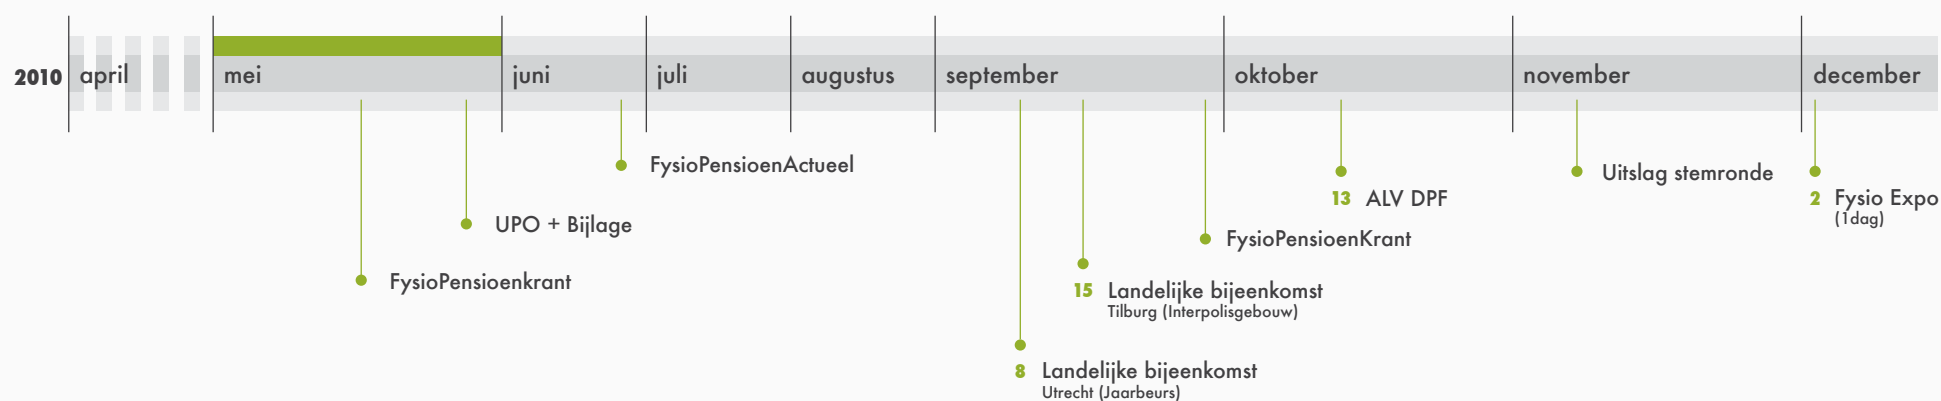 2010 april mei juni juli augustus september oktober november december
FysioPensioenActueel
Uitslag stemronde
13 ALV DPF
2 Fysio Expo
(1dag)
UPO + Bijlage
FysioPensioenKrant
FysioPensioenkrant
15 Landelijke bijeenkomst
Tilburg (Interpolisgebouw)
8 Landelijke bijeenkomst
Utrecht (Jaarbeurs)